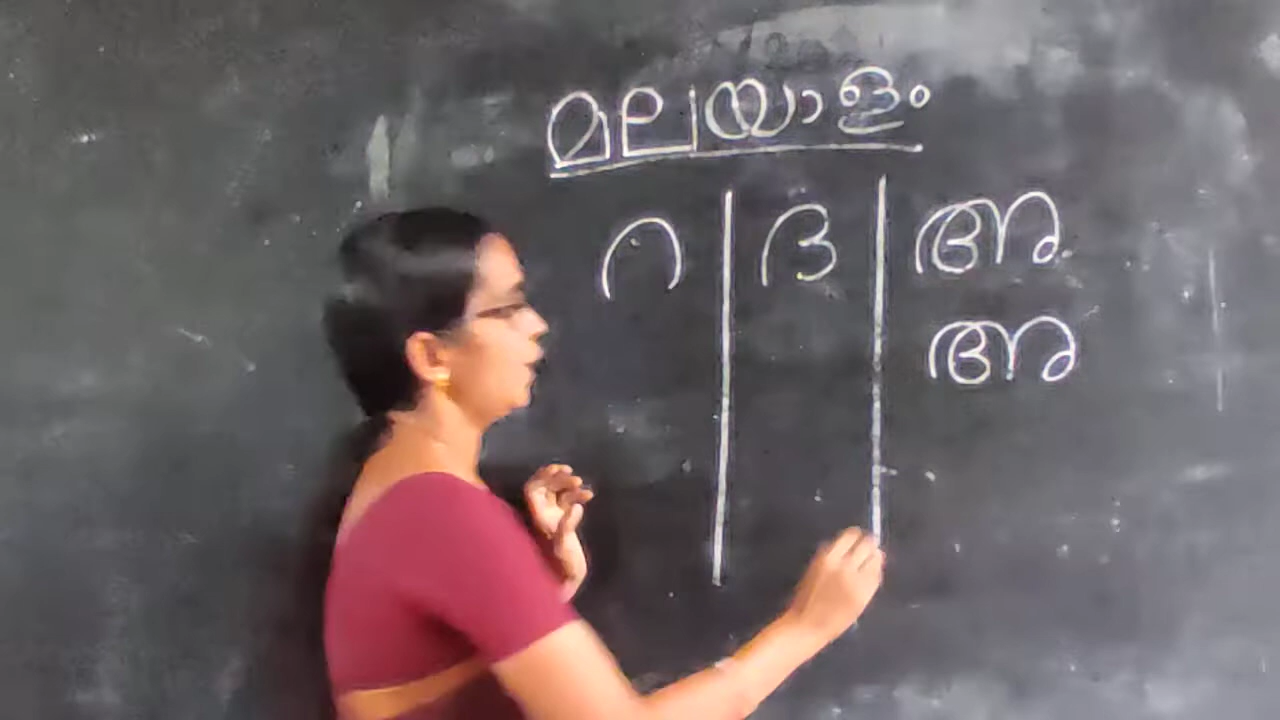 മലയാളം
റ ദ അ
അ